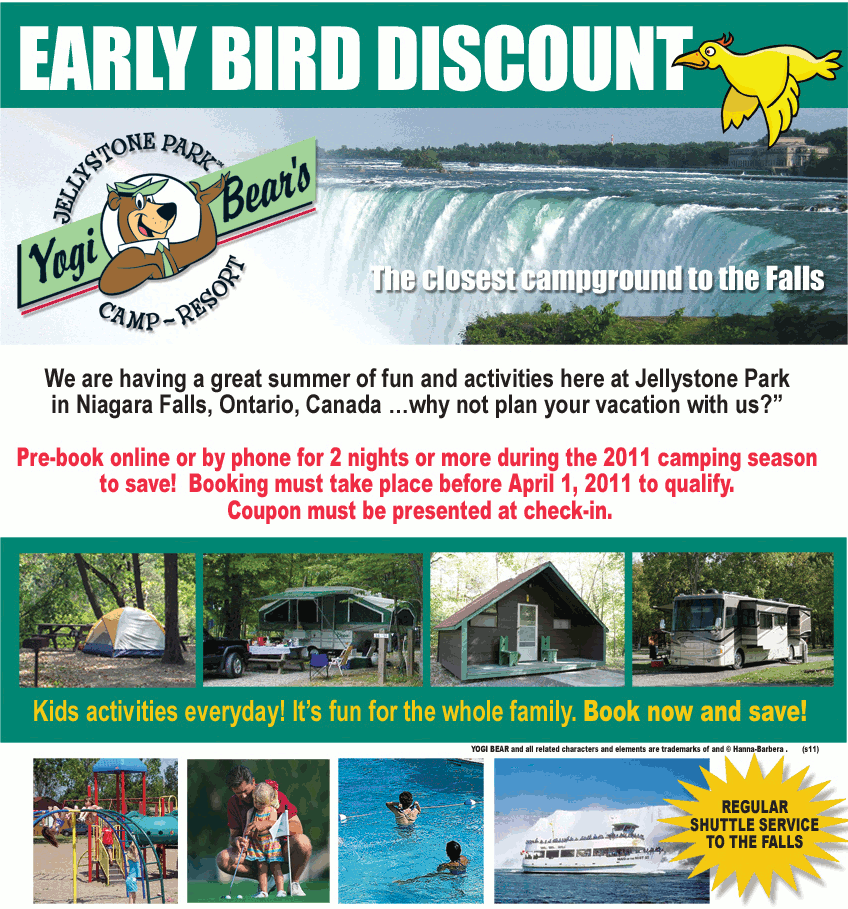 EARLY BIRD DISCOUNT
JELLYSTONE PARK™
Yogi Bear's
CAMP-RESORT
The closest campground to the Falls
We are having a great summer of fun and activities here at Jellystone Park
in Niagara Falls, Ontario, Canada …why not plan your vacation with us?”
Pre-book online or by phone for 2 nights or more during the 2011 camping season
to save! Booking must take place before April 1, 2011 to qualify.
Coupon must be presented at check-in.
Kids activities everyday! It’s fun for the whole family. Book now and save!
YOGI BEAR and all related characters and elements are trademarks of and © Hanna-Barbera . (s11)
REGULAR
SHUTTLE SERVICE
TO THE FALLS